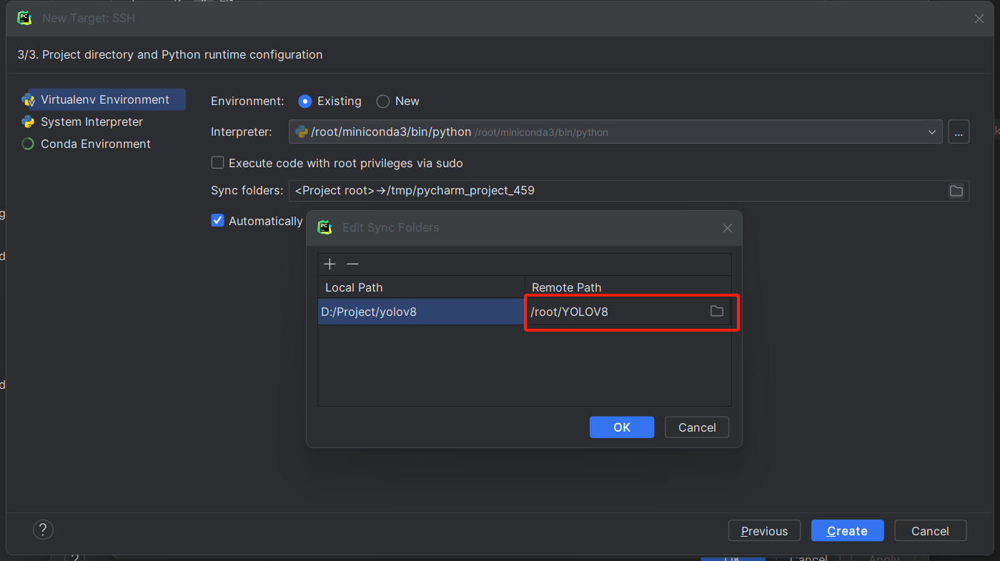 New Target: SSH
3/3. Project directory and Python runtime configuration
Virtualenv Environment
System Interpreter
Conda Environment
Environment: Existing New
Interpreter: /root/miniconda3/bin/python /root/miniconda3/bin/python ...
Execute code with root privileges via sudo
Sync folders: <Project root>→/tmp/pycharm_project_459
Automatically
Edit Sync Folders
Local Path Remote Path
D:/Project/yolov8 /root/YOLOV8
OK Cancel
? Previous Create Cancel
? OK Cancel Apply